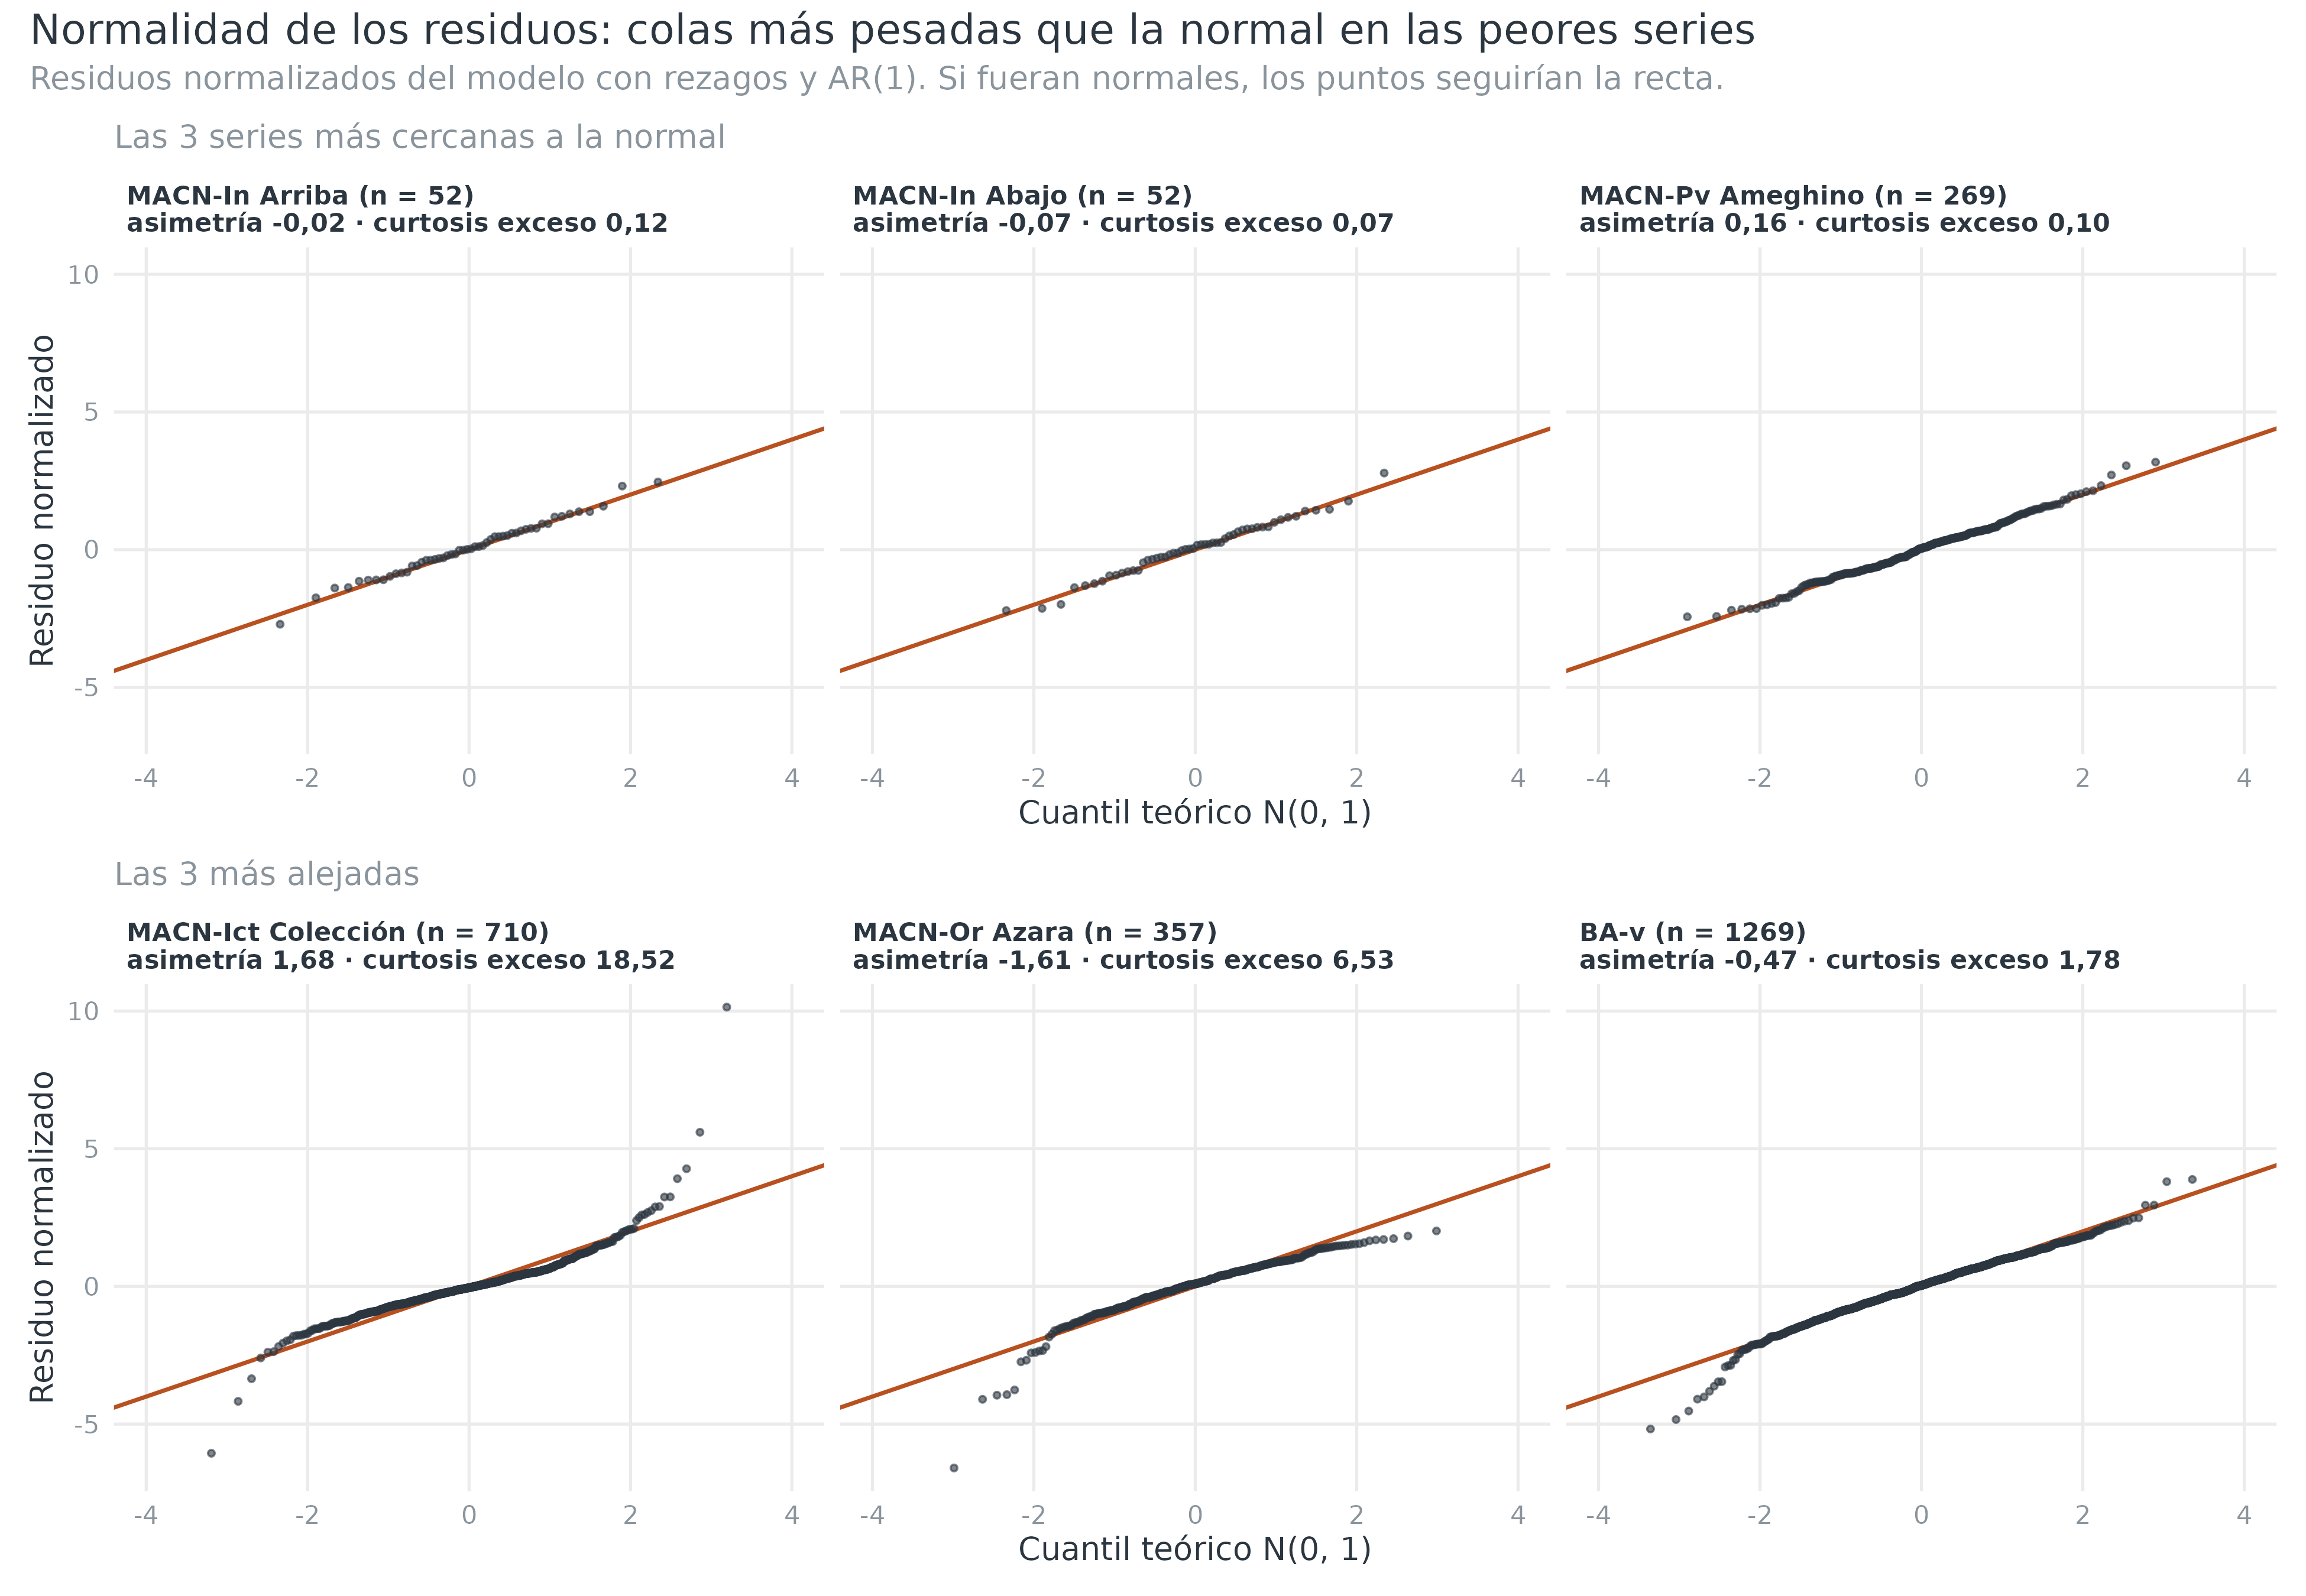 Normalidad de los residuos: colas más pesadas que la normal en las peores series
Residuos normalizados del modelo con rezagos y AR(1). Si fueran normales, los puntos seguirían la recta.
Las 3 series más cercanas a la normal
MACN-In Arriba (n = 52)
asimetría -0,02 · curtosis exceso 0,12
MACN-In Abajo (n = 52)
asimetría -0,07 · curtosis exceso 0,07
MACN-Pv Ameghino (n = 269)
asimetría 0,16 · curtosis exceso 0,10
Residuo normalizado
10
5
0
-5
-4 -2 0 2 4
-4 -2 0 2 4
-4 -2 0 2 4
Cuantil teórico N(0, 1)
Las 3 más alejadas
MACN-Ict Colección (n = 710)
asimetría 1,68 · curtosis exceso 18,52
MACN-Or Azara (n = 357)
asimetría -1,61 · curtosis exceso 6,53
BA-v (n = 1269)
asimetría -0,47 · curtosis exceso 1,78
Residuo normalizado
10
5
0
-5
-4 -2 0 2 4
-4 -2 0 2 4
-4 -2 0 2 4
Cuantil teórico N(0, 1)